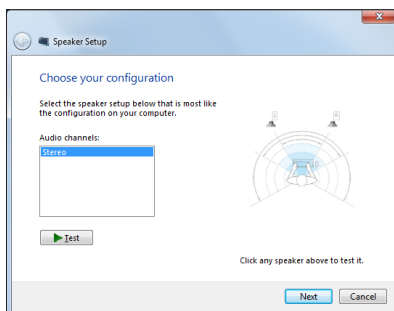 Speaker Setup
Choose your configuration
Select the speaker setup below that is most like
the configuration on your computer.
Audio channels:
Stereo
Test
Click any speaker above to test it.
Next
Cancel